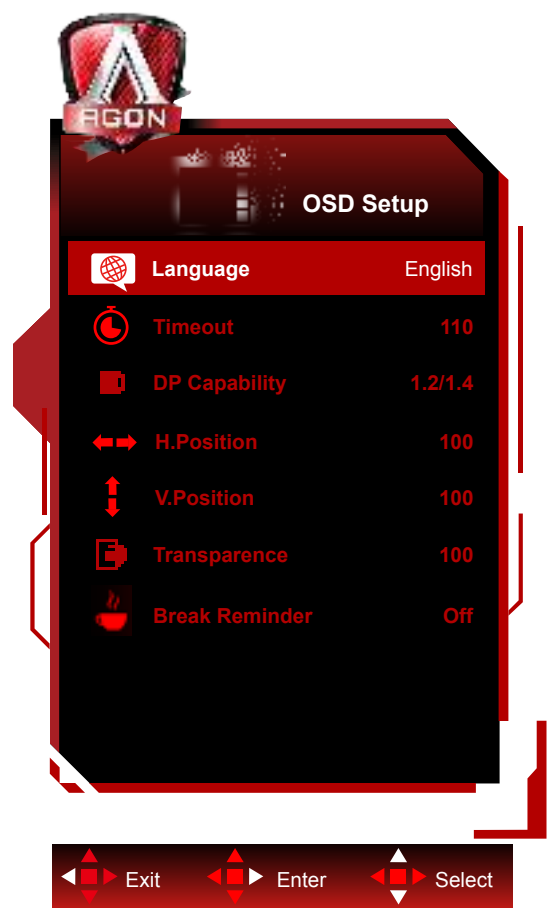 AGON
OSD Setup
Language English
Timeout 110
DP Capability 1.2/1.4
H.Position 100
V.Position 100
Transparence 100
Break Reminder Off
Exit Enter Select